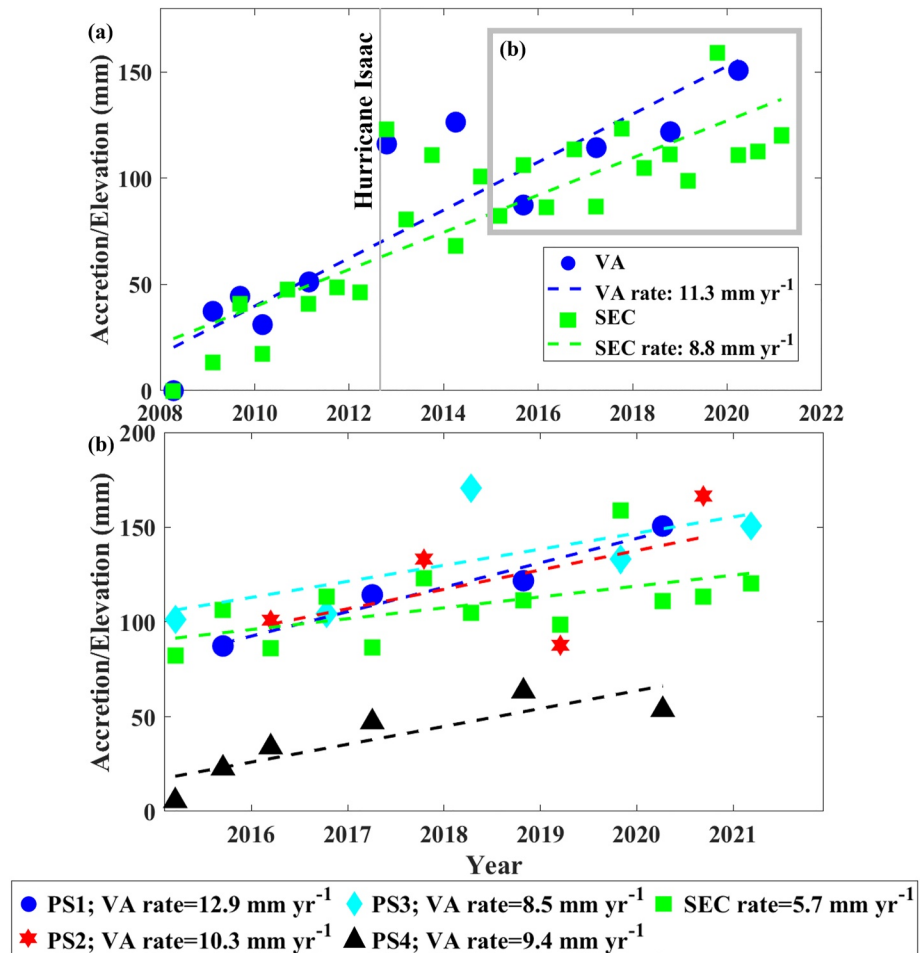 (a)
Accretion/Elevation (mm)
150
100
50
0
Hurricane Isaac
(b)
VA
VA rate: 11.3 mm yr-1
SEC
SEC rate: 8.8 mm yr-1
2008 2010 2012 2014 2016 2018 2020 2022
(b)
Accretion/Elevation (mm)
200
150
100
50
0
2016 2017 2018 2019 2020 2021
Year
PS1; VA rate=12.9 mm yr-1 PS3; VA rate=8.5 mm yr-1 SEC rate=5.7 mm yr-1
PS2; VA rate=10.3 mm yr-1 PS4; VA rate=9.4 mm yr-1